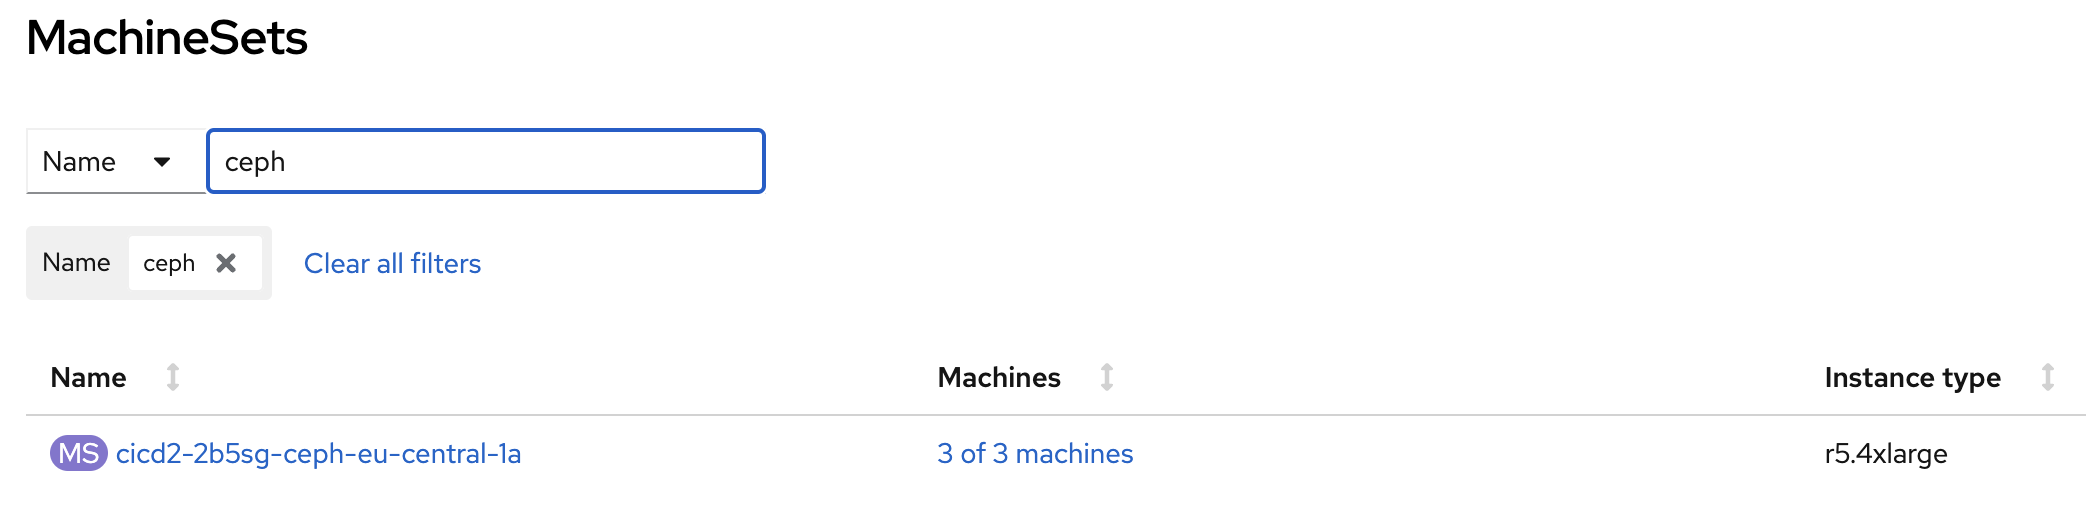 MachineSets
Name ceph
Name ceph Clear all filters
Name Machines Instance type
MS cicd2-2b5sg-ceph-eu-central-1a 3 of 3 machines r5.4xlarge